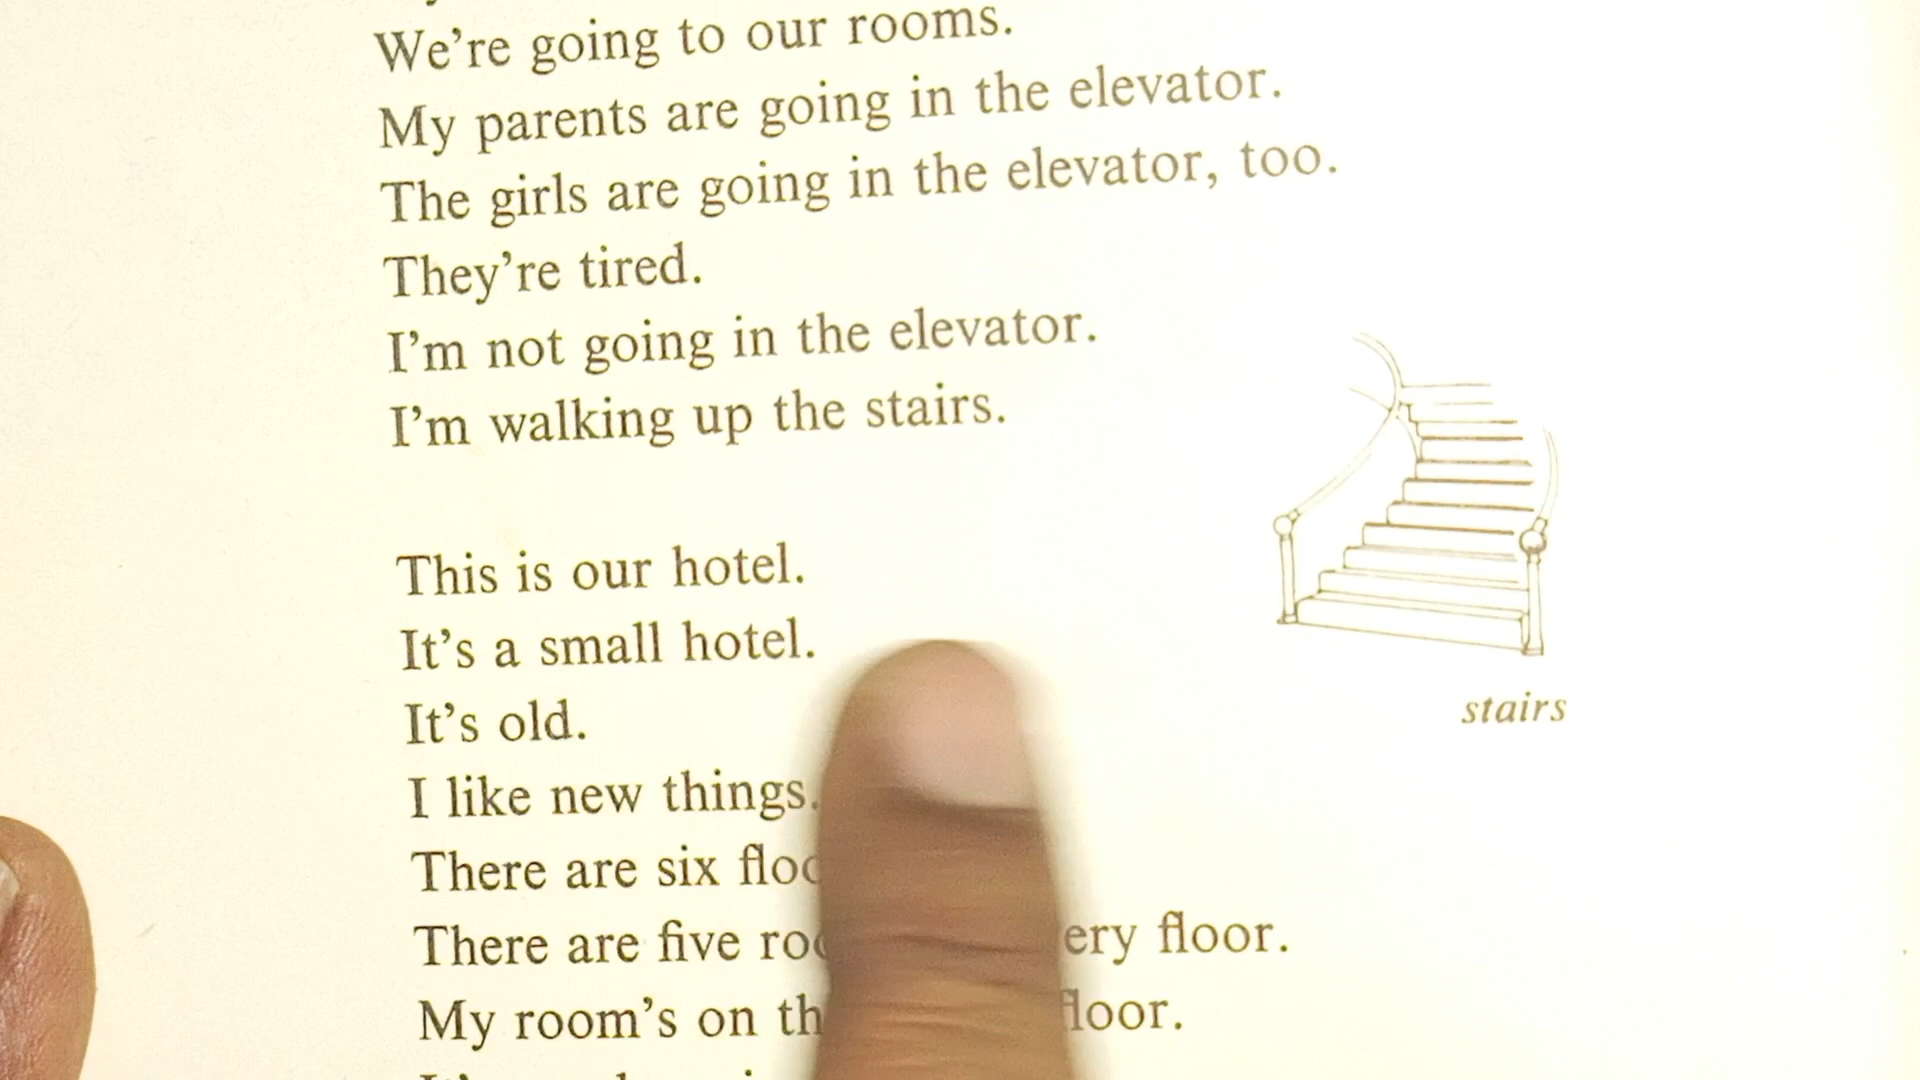 We're going to our rooms.
My parents are going in the elevator.
The girls are going in the elevator, too.
They're tired.
I'm not going in the elevator.
I'm walking up the stairs.
This is our hotel.
It's a small hotel.
It's old.
I like new things.
There are six
There are five floor.
My room's on floor.
stairs